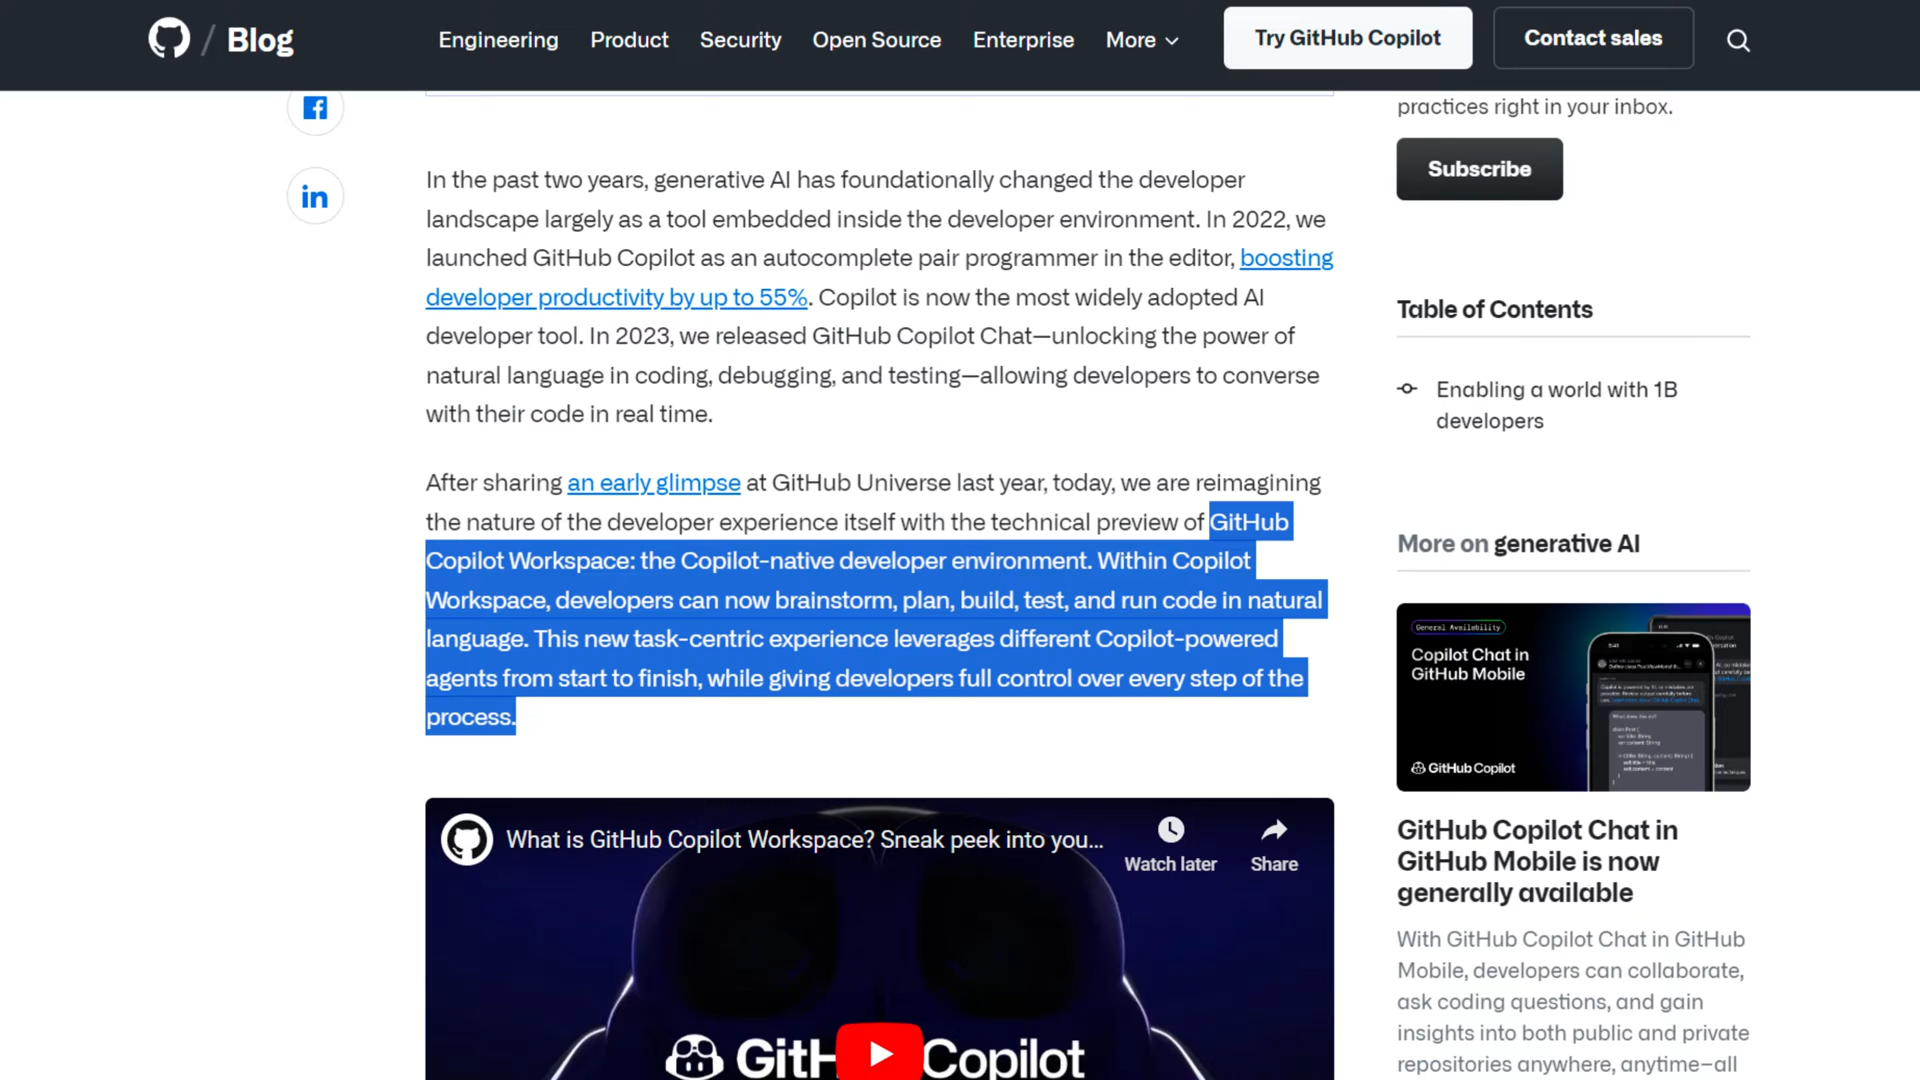 / Blog
Engineering Product Security Open Source Enterprise More Try GitHub Copilot Contact sales
In the past two years, generative AI has foundationally changed the developer
landscape largely as a tool embedded inside the developer environment. In 2022, we
launched GitHub Copilot as an autocomplete pair programmer in the editor, boosting
developer productivity by up to 55%. Copilot is now the most widely adopted AI
developer tool. In 2023, we released GitHub Copilot Chat—unlocking the power of
natural language in coding, debugging, and testing—allowing developers to converse
with their code in real time.
After sharing an early glimpse at GitHub Universe last year, today, we are reimagining
the nature of the developer experience itself with the technical preview of GitHub
Copilot Workspace: the Copilot-native developer environment. Within Copilot
Workspace, developers can now brainstorm, plan, build, test, and run code in natural
language. This new task-centric experience leverages different Copilot-powered
agents from start to finish, while giving developers full control over every step of the
process.
What is GitHub Copilot Workspace? Sneak peek into you...
Watch later
Share
GitH Copilot
practices right in your inbox.
Subscribe
Table of Contents
Enabling a world with 1B
developers
More on generative AI
General Availability
Copilot Chat in
GitHub Mobile
GitHub Copilot
GitHub Copilot Chat in
GitHub Mobile is now
generally available
With GitHub Copilot Chat in GitHub
Mobile, developers can collaborate,
ask coding questions, and gain
insights into both public and private
repositories anywhere, anytime—all